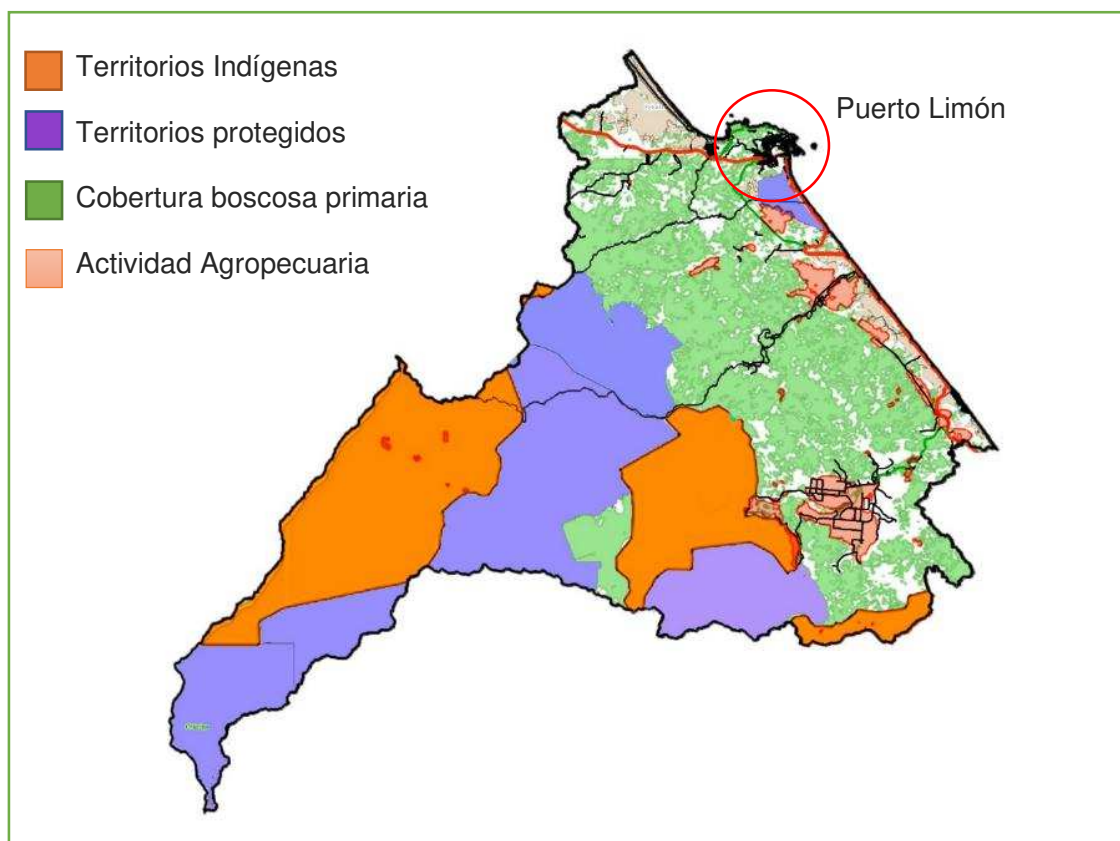 Territorios Indígenas
Territorios protegidos
Cobertura boscosa primaria
Actividad Agropecuaria
Puerto Limón